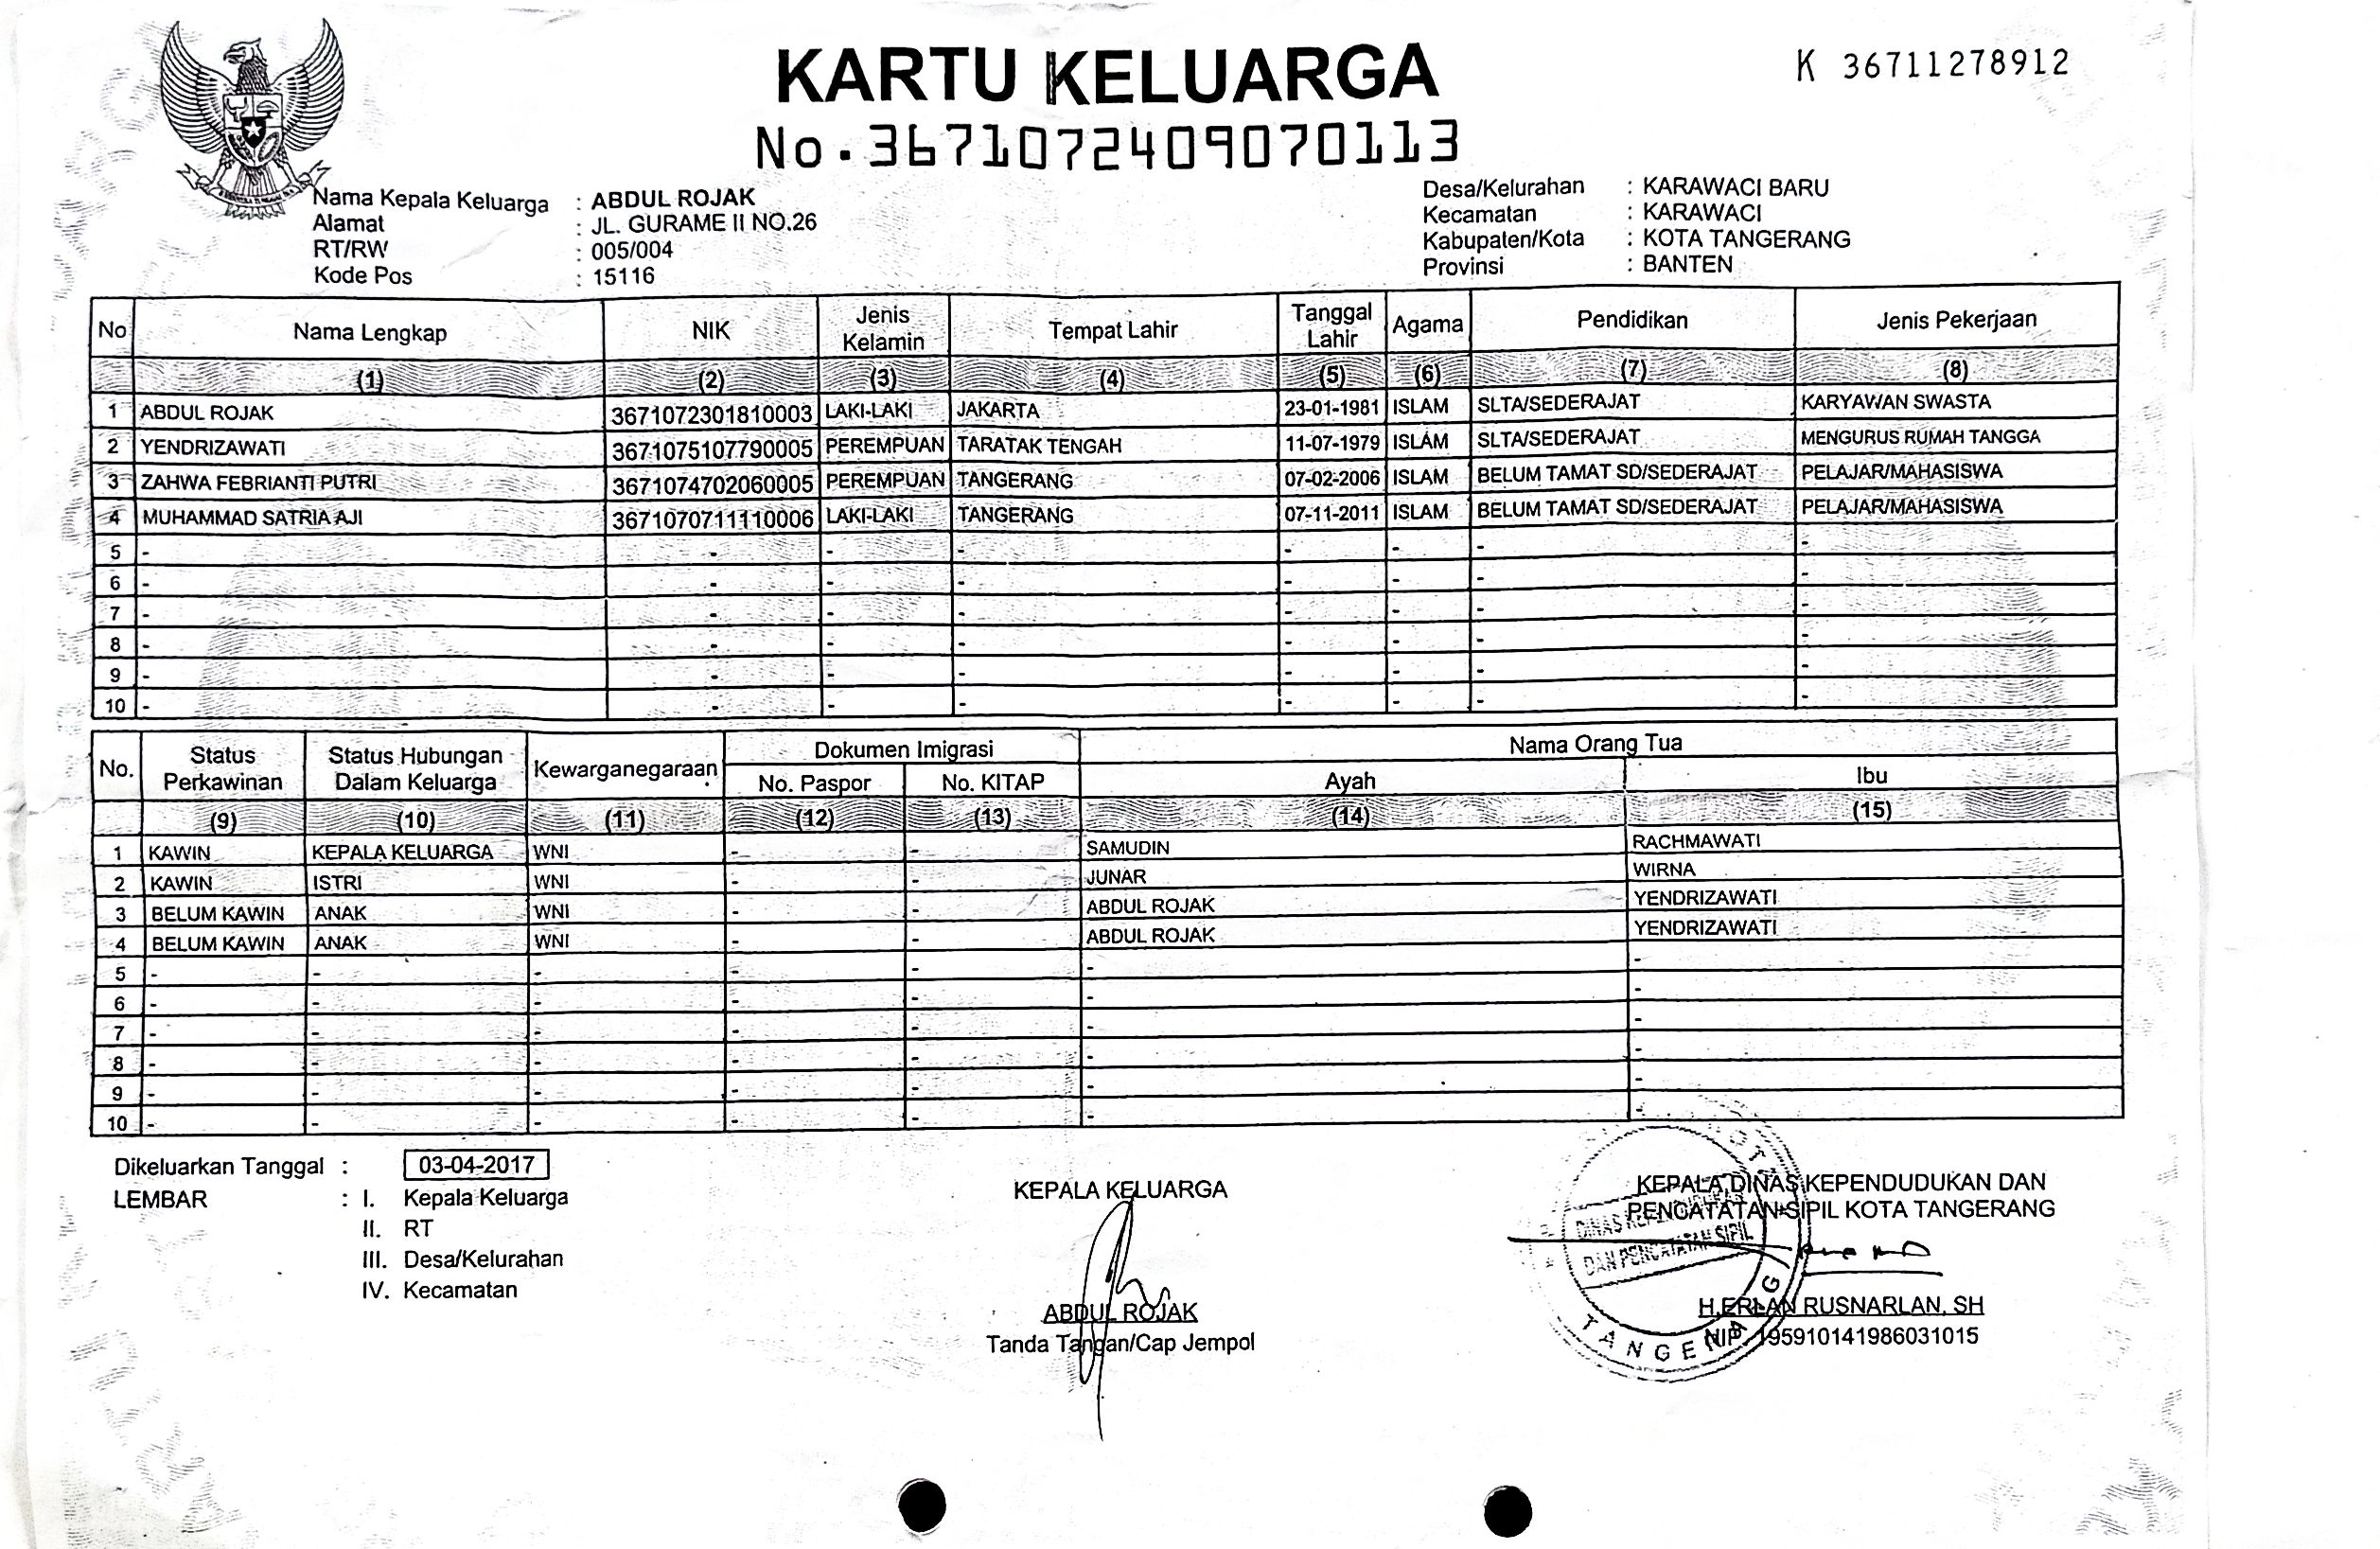 KARTU KELUARGA
No. 3671072409070113
K 36711278912
Nama Kepala Keluarga : ABDUL ROJAK
Alamat : JL. GURAME II NO.26
RT/RW : 005/004
Kode Pos : 15116
Desa/Kelurahan : KARAWACI BARU
Kecamatan : KARAWACI
Kabupaten/Kota : KOTA TANGERANG
Provinsi : BANTEN
No Nama Lengkap NIK Jenis Kelamin Tempat Lahir Tanggal Lahir Agama Pendidikan Jenis Pekerjaan
(1) (2) (3) (4) (5) (6) (7) (8)
1 ABDUL ROJAK 3671072301810003 LAKI-LAKI JAKARTA 23-01-1981 ISLAM SLTA/SEDERAJAT KARYAWAN SWASTA
2 YENDRIZAWATI 3671075107790005 PEREMPUAN TARATAK TENGAH 11-07-1979 ISLAM SLTA/SEDERAJAT MENGURUS RUMAH TANGGA
3 ZAHWA FEBRIANTI PUTRI 3671074702060005 PEREMPUAN TANGERANG 07-02-2006 ISLAM BELUM TAMAT SD/SEDERAJAT PELAJAR/MAHASISWA
4 MUHAMMAD SATRIA AJI 3671070711110006 LAKI-LAKI TANGERANG 07-11-2011 ISLAM BELUM TAMAT SD/SEDERAJAT PELAJAR/MAHASISWA
5 - - - - - - - -
6 - - - - - - - -
7 - - - - - - - -
8 - - - - - - - -
9 - - - - - - - -
10 - - - - - - - -
No. Status Perkawinan Status Hubungan Dalam Keluarga Kewarganegaraan Dokumen Imigrasi Nama Orang Tua
No. Paspor No. KITAP Ayah Ibu
(9) (10) (11) (12) (13) (14) (15)
1 KAWIN KEPALA KELUARGA WNI - - SAMUDIN RACHMAWATI
2 KAWIN ISTRI WNI - - JUNAR WIRNA
3 BELUM KAWIN ANAK WNI - - ABDUL ROJAK YENDRIZAWATI
4 BELUM KAWIN ANAK WNI - - ABDUL ROJAK YENDRIZAWATI
5 - - - - - - -
6 - - - - - - -
7 - - - - - - -
8 - - - - - - -
9 - - - - - - -
10 - - - - - - -
Dikeluarkan Tanggal : 03-04-2017
LEMBAR : I. Kepala Keluarga
II. RT
III. Desa/Kelurahan
IV. Kecamatan
KEPALA KELUARGA
ABDUL ROJAK
Tanda Tangan/Cap Jempol
KEPALA DINAS KEPENDUDUKAN DAN
PENCATATAN SIPIL KOTA TANGERANG
DINAS
DAN PENCATATAN SIPIL
TANGERANG
H.ERLAN RUSNARLAN, SH
NIP. 195910141986031015